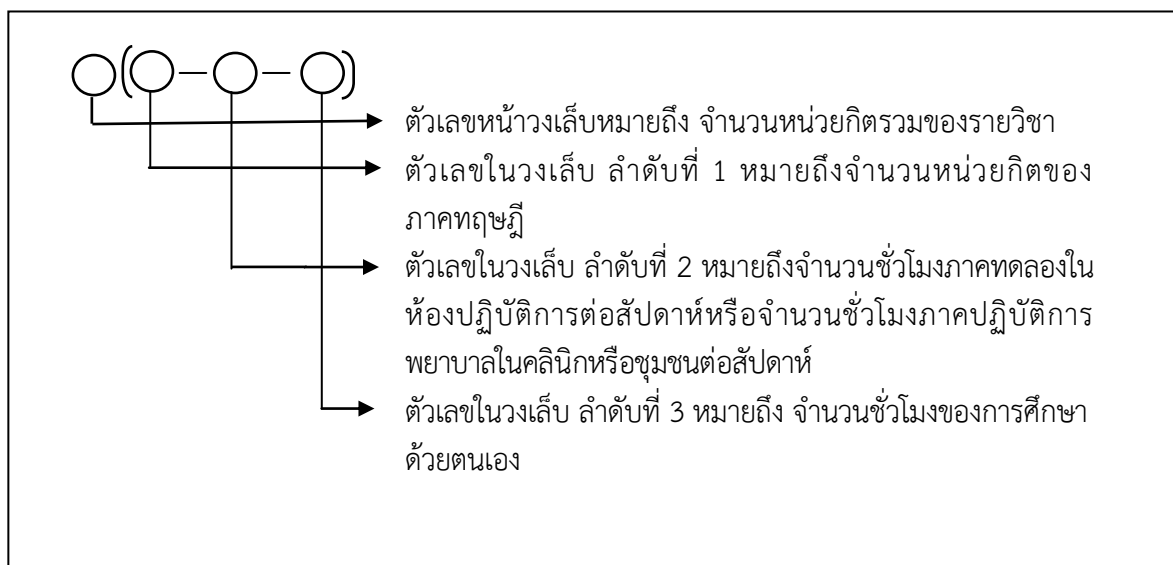 ตัวเลขหน้าวงเล็บหมายถึง จำนวนหน่วยกิตรวมของรายวิชา
ตัวเลขในวงเล็บ ลำดับที่ 1 หมายถึงจำนวนหน่วยกิตของ
ภาคทฤษฎี
ตัวเลขในวงเล็บ ลำดับที่ 2 หมายถึงจำนวนชั่วโมงภาคทดลองใน
ห้องปฏิบัติการต่อสัปดาห์หรือจำนวนชั่วโมงภาคปฏิบัติการ
พยาบาลในคลินิกหรือชุมชนต่อสัปดาห์
ตัวเลขในวงเล็บ ลำดับที่ 3 หมายถึง จำนวนชั่วโมงของการศึกษา
ด้วยตนเอง